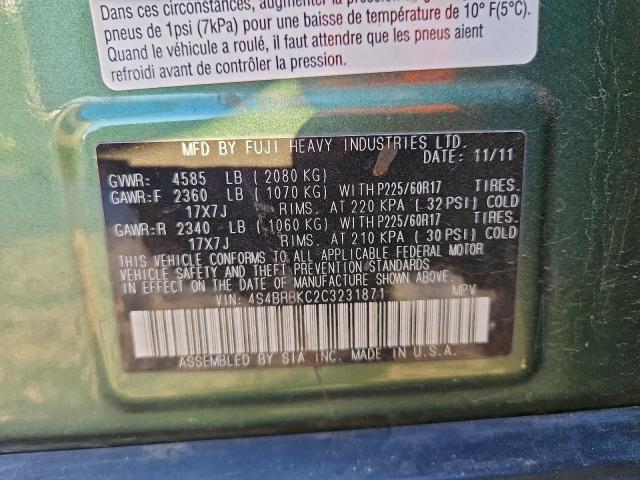 Dans ces circonstances, augmenter la pression
pneus de 1psi (7kPa) pour une baisse de température de 10° F(5°C).
Quand le véhicule a roulé, il faut attendre que les pneus aient
refroidi avant de contrôler la pression.
MFD BY FUJI HEAVY INDUSTRIES LTD.
DATE: 11/11
GVWR: 4585 LB (2080 KG)
GAWR:F 2360 LB (1070 KG) WITH P225/60R17 TIRES.
17X7J RIMS. AT 220 KPA (32 PSI) COLD
GAWR:R 2340 LB (1060 KG) WITH P225/60R17 TIRES.
17X7J RIMS. AT 210 KPA (30 PSI) COLD
THIS VEHICLE CONFORMS TO ALL APPLICABLE FEDERAL MOTOR
VEHICLE SAFETY AND THEFT PREVENTION STANDARDS
IN EFFECT ON THE DATE OF MANUFACTURE SHOWN ABOVE.
VIN: 4S4BRBKC2C3231871 MPV
ASSEMBLED BY SIA INC. MADE IN U.S.A.